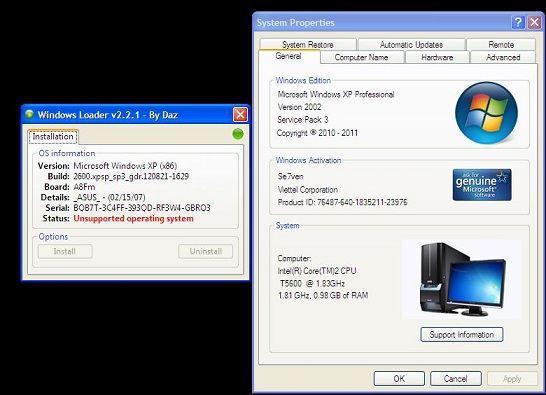 Windows Loader v2.2.1 - By Daz
Installation
OS information
Version: Microsoft Windows XP (x86)
Build: 2600.xpsp_sp3_gdr.120821-1629
Board: A8Fm
Details: _ASUS_ - (02/15/07)
Serial: BQB7T-3C4FF-393QD-RF3W4-GBRQ3
Status: Unsupported operating system
Options
Install Uninstall
System Properties
System Restore Automatic Updates Remote
General Computer Name Hardware Advanced
Windows Edition
Microsoft Windows XP Professional
Version 2002
Service Pack 3
Copyright ® 2010 - 2011
Windows Activation
Se7ven
Viettel Corporation
Product ID: 76487-640-1835211-23976
ask for
genuine
Microsoft
software
System
Computer:
Intel(R) Core(TM)2 CPU
T5600 @ 1.83GHz
1.81 GHz, 0.98 GB of RAM
Support Information
OK Cancel Apply